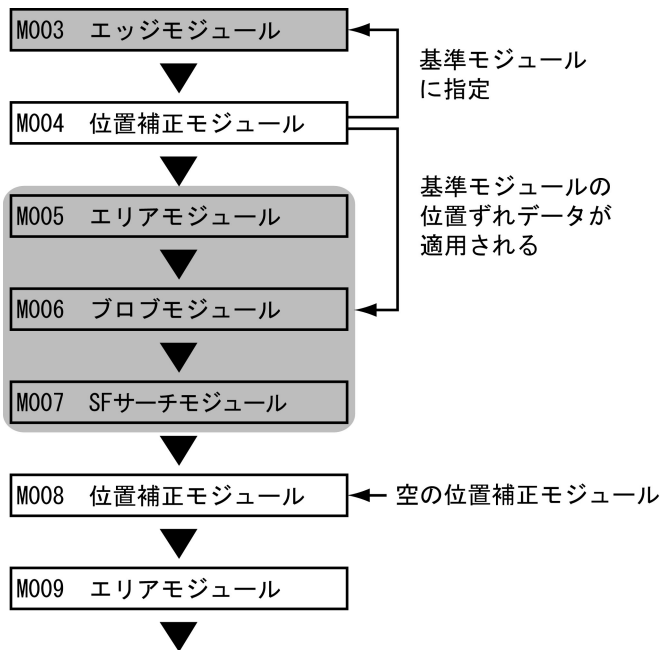 M003 エッジモジュール
基準モジュール
に指定
M004 位置補正モジュール
基準モジュールの
位置ずれデータが
適用される
M005 エリアモジュール
M006 ブロブモジュール
M007 SFサーチモジュール
M008 位置補正モジュール
空の位置補正モジュール
M009 エリアモジュール